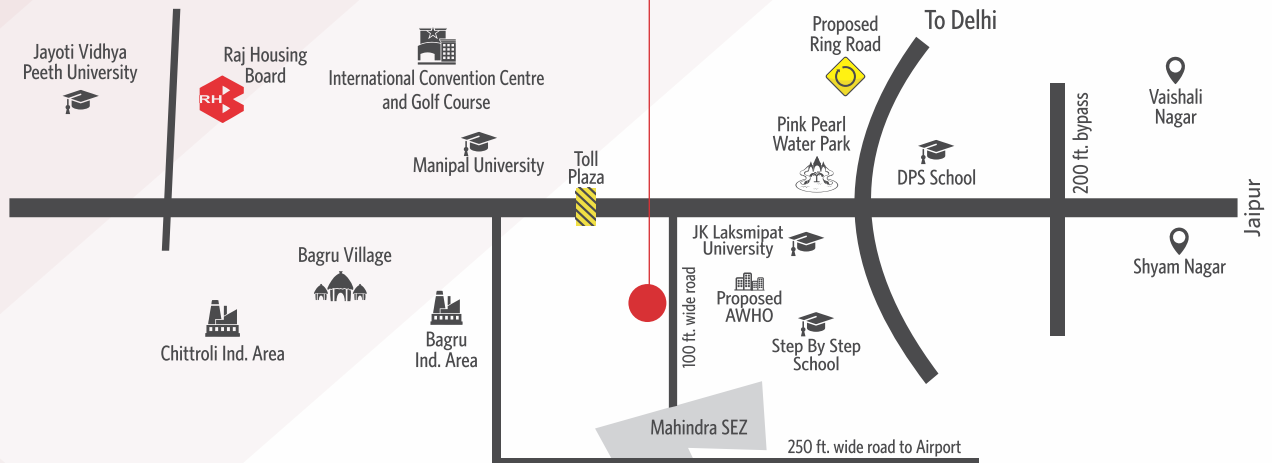 To Delhi
Proposed
Ring Road
Jayoti Vidhya
Peeth University
Raj Housing
Board
RH
International Convention Centre
and Golf Course
Vaishali
Nagar
Pink Pearl
Water Park
200 ft. bypass
Manipal University
Toll
Plaza
DPS School
Jaipur
JK Laksmipat
University
Bagru Village
Shyam Nagar
Proposed
AWHO
100 ft. wide road
Chittroli Ind. Area
Bagru
Ind. Area
Step By Step
School
Mahindra SEZ
250 ft. wide road to Airport